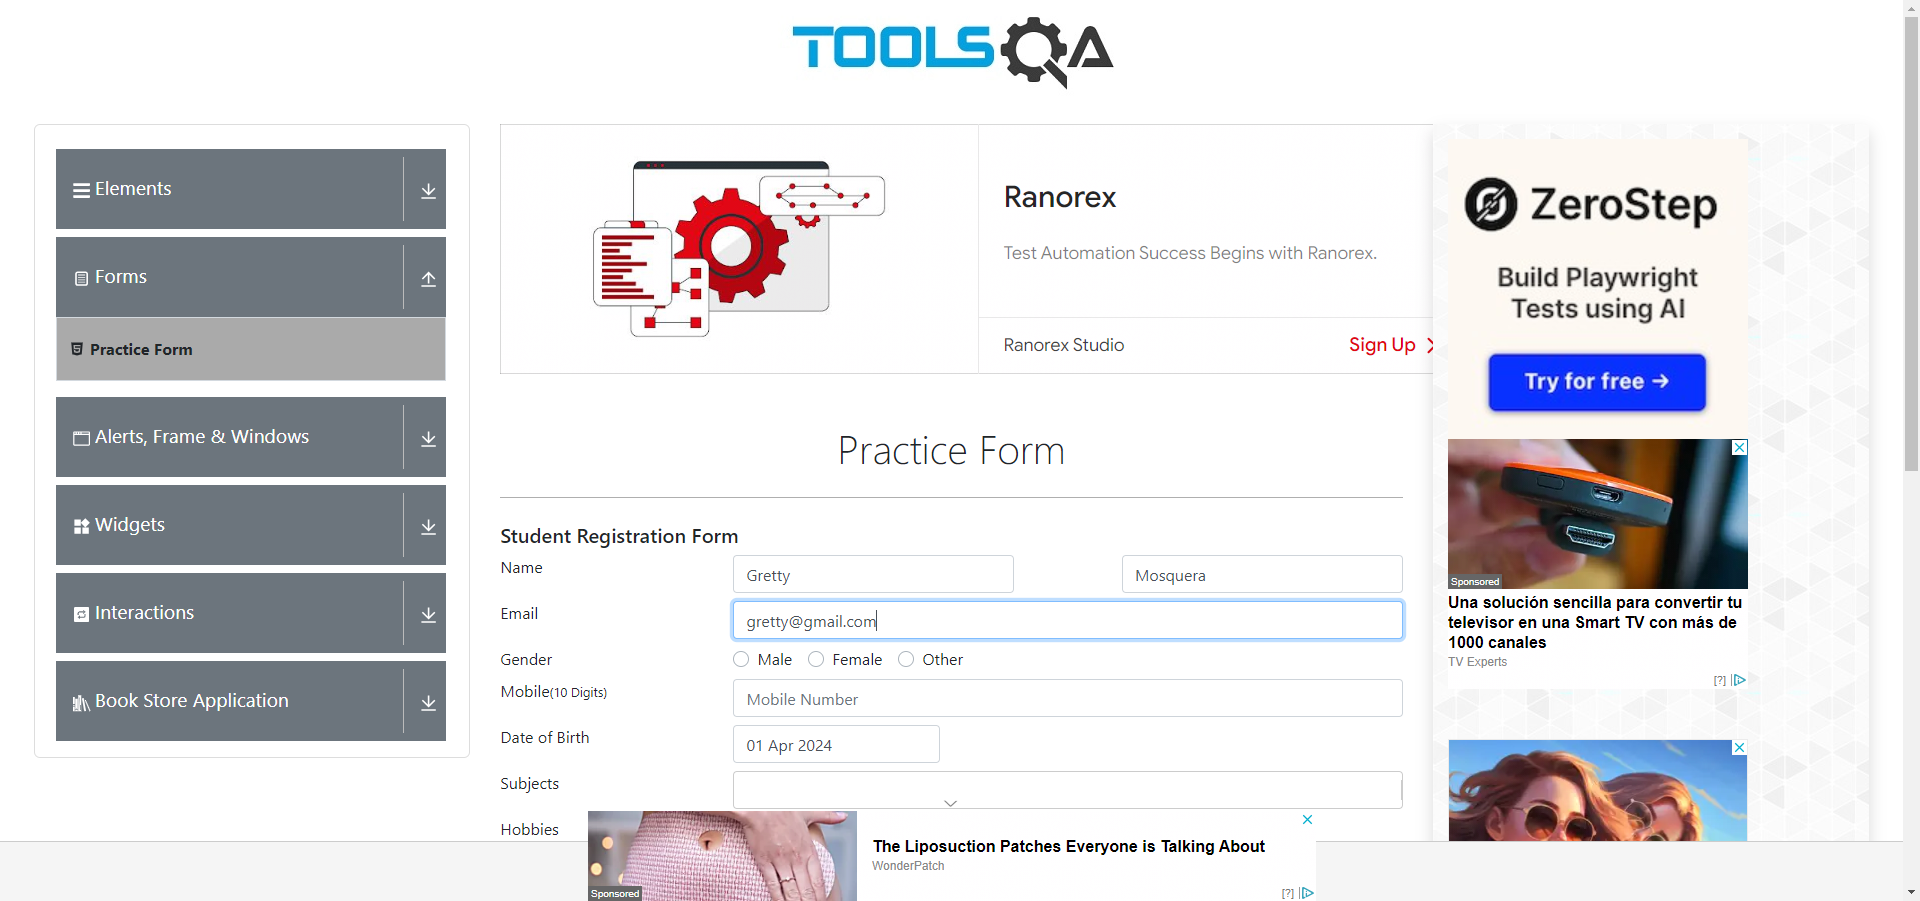 TOOLSQA
Elements
Forms
Practice Form
Alerts, Frame & Windows
Widgets
Interactions
Book Store Application
Ranorex
Test Automation Success Begins with Ranorex.
Ranorex Studio
Sign Up
Practice Form
Student Registration Form
Name
Gretty
Mosquera
Email
gretty@gmail.com
Gender
Male
Female
Other
Mobile(10 Digits)
Mobile Number
Date of Birth
01 Apr 2024
Subjects
Hobbies
ZeroStep
Build Playwright
Tests using AI
Try for free →
Sponsored
Una solución sencilla para convertir tu
televisor en una Smart TV con más de
1000 canales
TV Experts
[?]
Sponsored
The Liposuction Patches Everyone is Talking About
WonderPatch
[?]